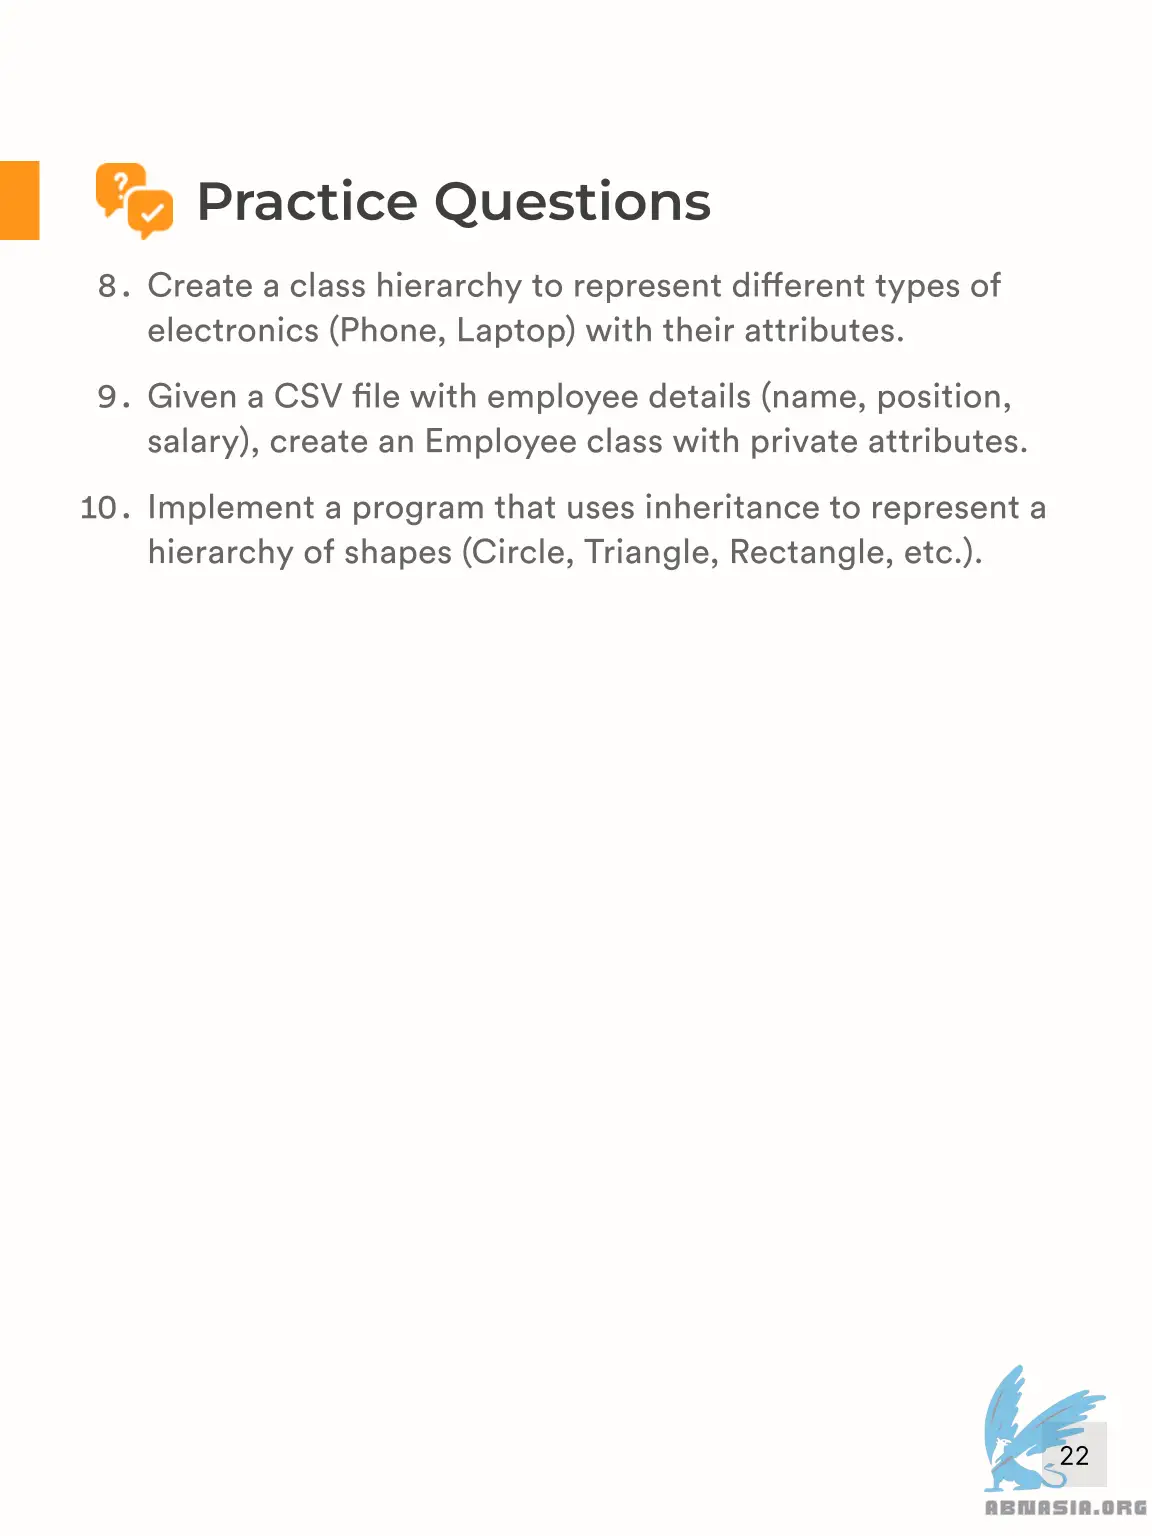 Practice Questions
8. Create a class hierarchy to represent different types of
electronics (Phone, Laptop) with their attributes.
9. Given a CSV file with employee details (name, position,
salary), create an Employee class with private attributes.
10. Implement a program that uses inheritance to represent a
hierarchy of shapes (Circle, Triangle, Rectangle, etc.).
22
ABNASIA.ORG